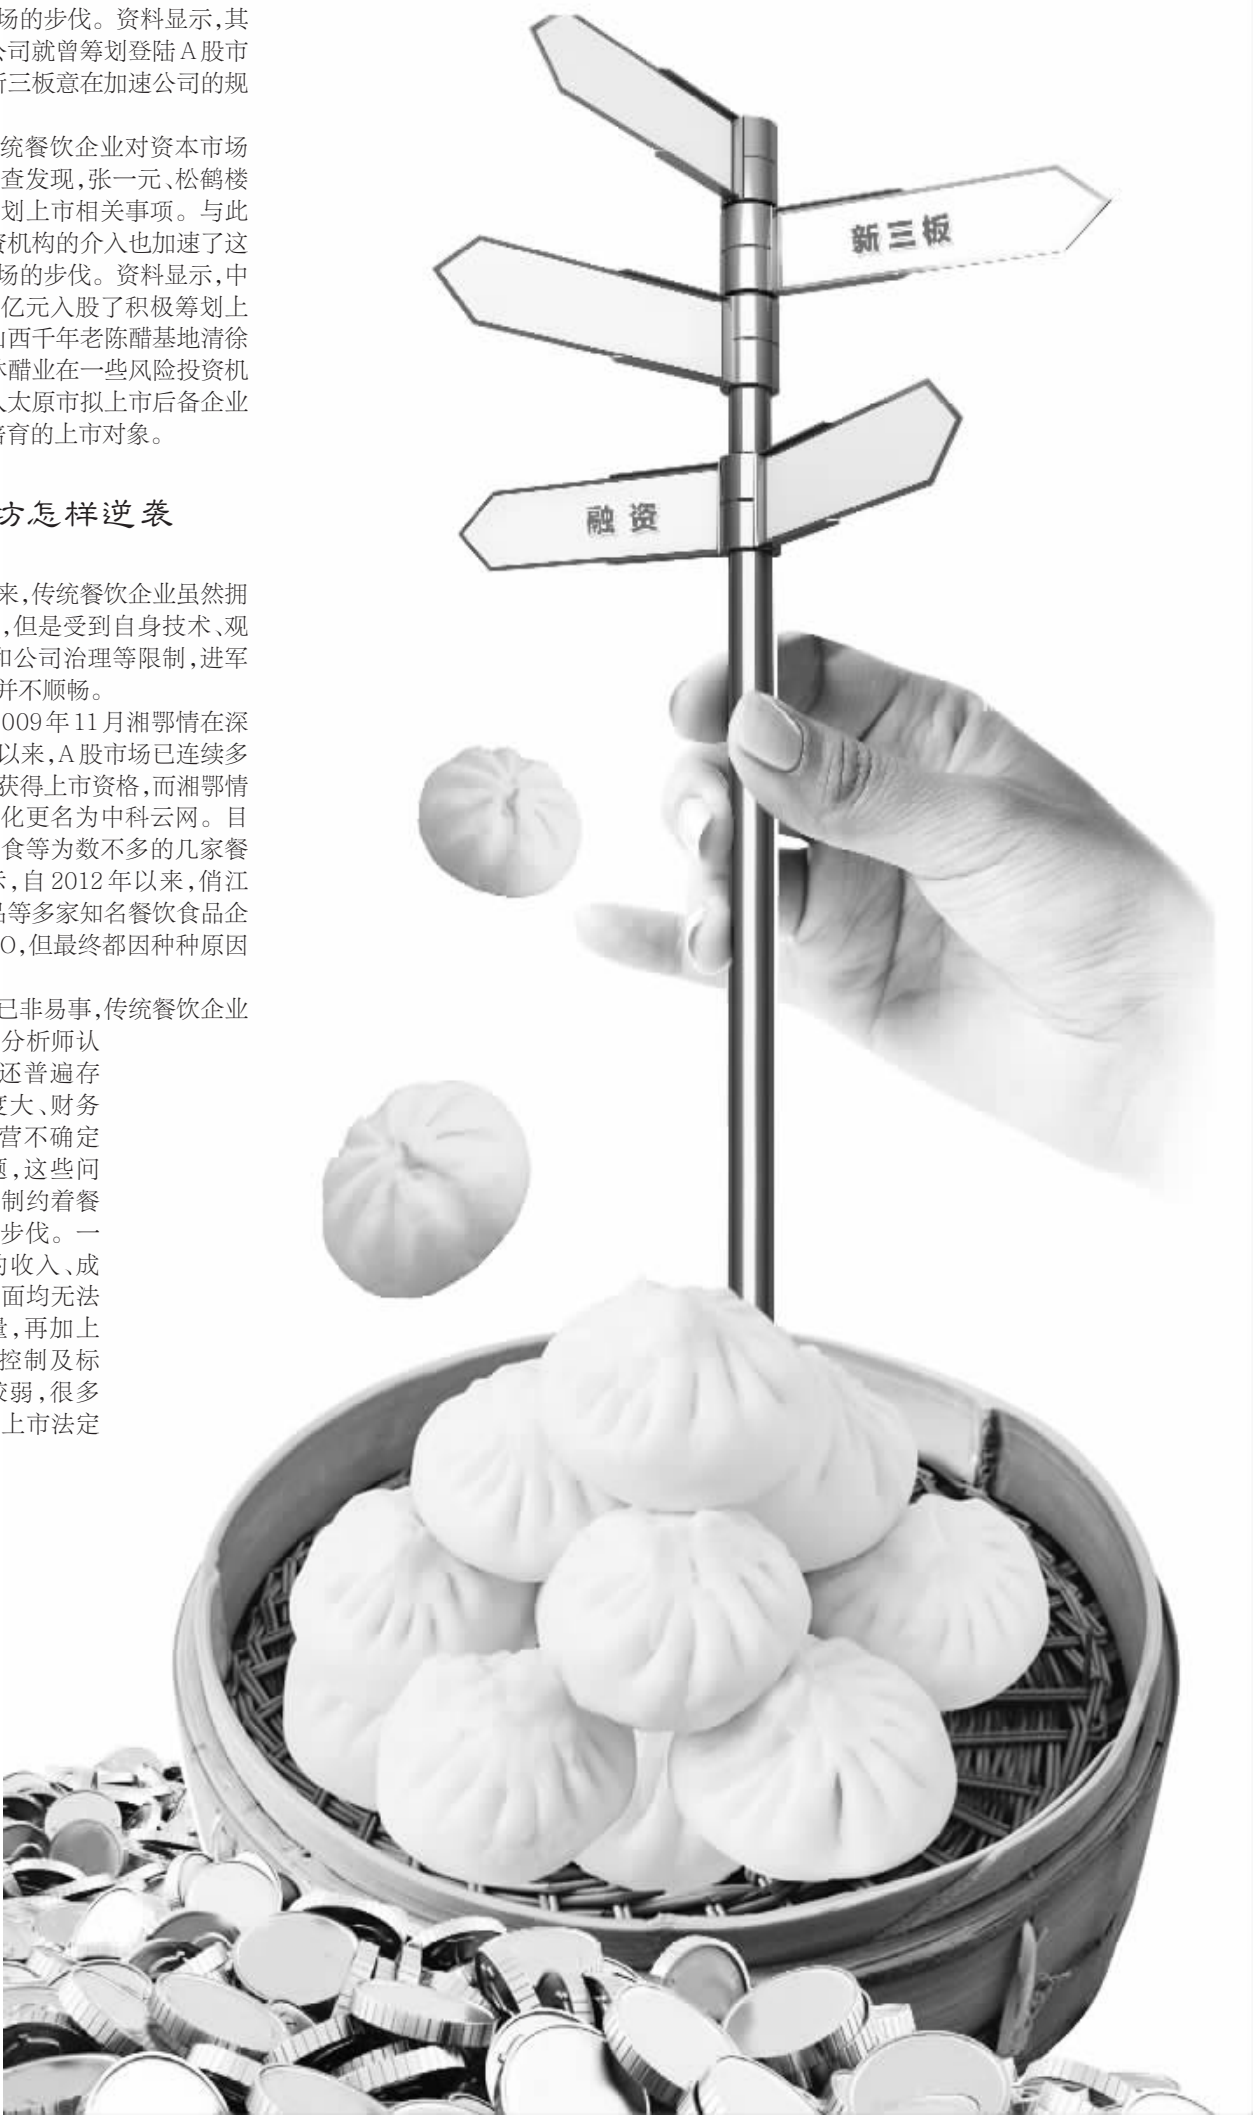 场的步伐。资料显示,其
公司就曾筹划登陆A股市
新三板意在加速公司的规
统餐饮企业对资本市场
查发现,张一元、松鹤楼
划上市相关事项。与此
资机构的介入也加速了这
场的步伐。资料显示,中
亿元入股了积极筹划上
山西千年老陈醋基地清徐
醋业在一些风险投资机
入太原市拟上市后备企业
培育的上市对象。
坊怎样逆袭
来,传统餐饮企业虽然拥
,但是受到自身技术、观
和公司治理等限制,进军
并不顺畅。
009年11月湘鄂情在深
以来,A股市场已连续多
获得上市资格,而湘鄂情
化更名为中科云网。目
食等为数不多的几家餐
示,自2012年以来,俏江
品等多家知名餐饮食品企
O,但最终都因种种原因
已非易事,传统餐饮企业
分析师认
还普遍存
度大、财务
营不确定
题,这些问
制约着餐
步伐。一
的收入、成
面均无法
量,再加上
控制及标
较弱,很多
上市法定
新三板
融资